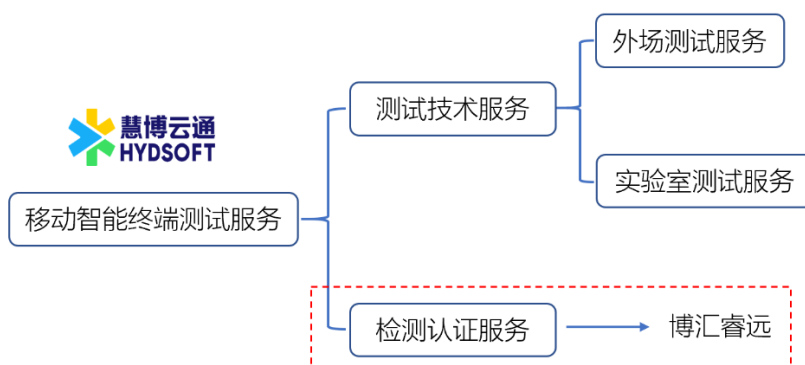 外场测试服务
测试技术服务
慧博云通
HYDSOFT
实验室测试服务
移动智能终端测试服务
检测认证服务
博汇睿远